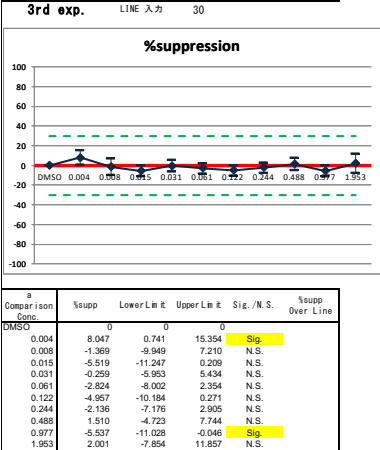 3rd exp. LINE 入力 30
%suppression
100
80
60
40
20
0
-20
-40
-60
-80
-100
DMSO 0.004 0.008 0.015 0.031 0.061 0.122 0.244 0.488 0.977 1.953
a
Comparison Conc. %supp LowerLimit UpperLimit Sig./N.S. %supp Over Line
DMSO 0 0 0
0.004 8.047 0.741 15.354 Sig.
0.008 -1.369 -9.949 7.210 N.S.
0.015 -5.519 -11.247 0.209 N.S.
0.031 -0.259 -5.953 5.434 N.S.
0.061 -2.824 -8.002 2.354 N.S.
0.122 -4.957 -10.184 0.271 N.S.
0.244 -2.136 -7.176 2.905 N.S.
0.488 1.510 -4.723 7.744 N.S.
0.977 -5.537 -11.028 -0.046 Sig.
1.953 2.001 -7.854 11.857 N.S.